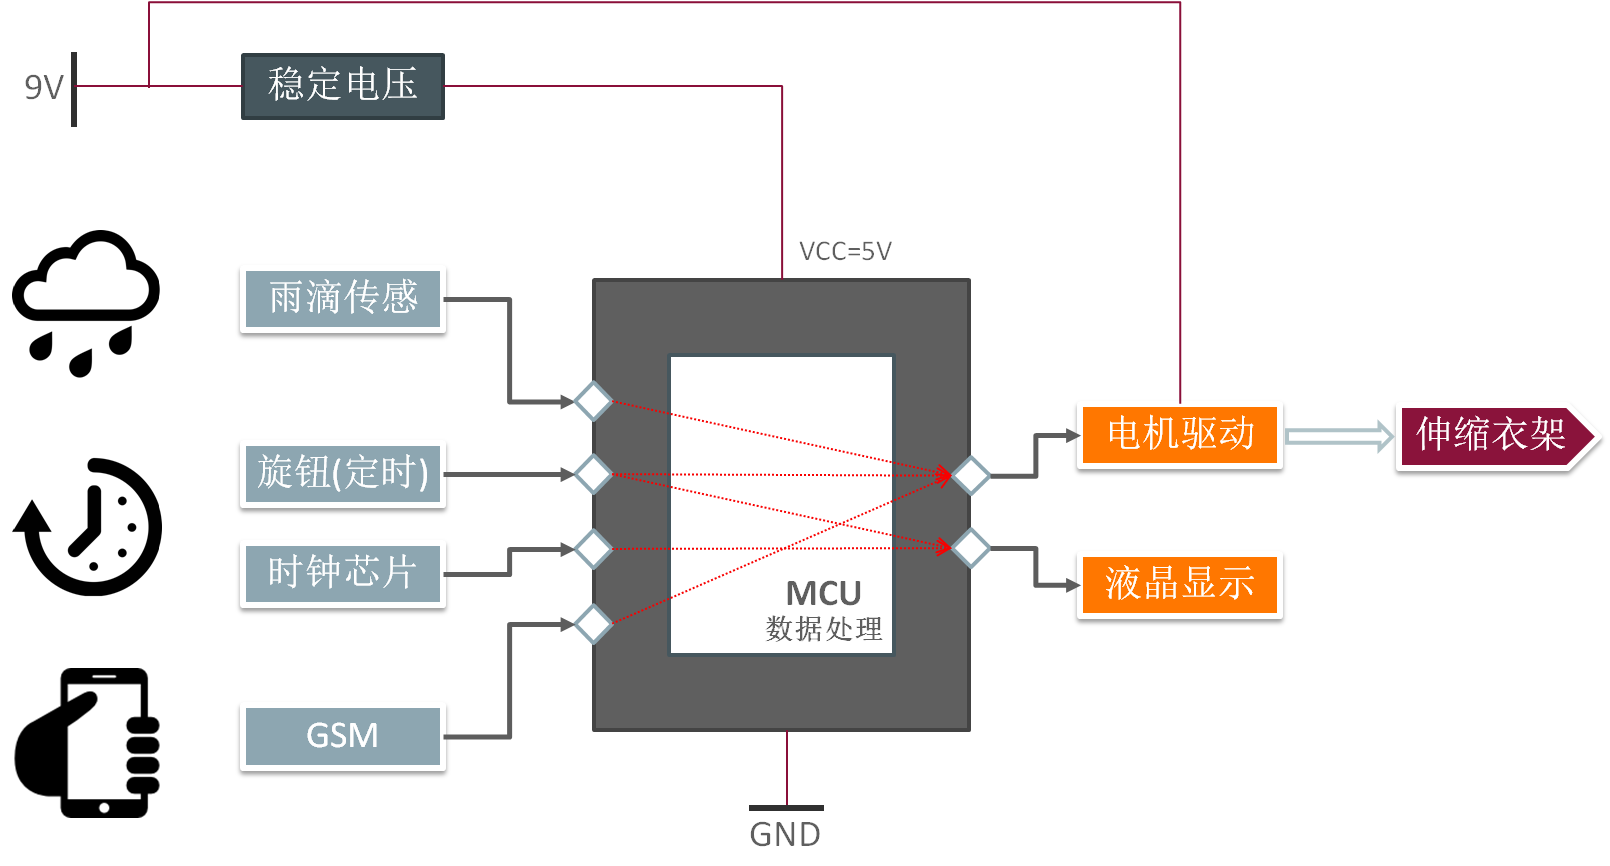 9V
稳定电压
VCC=5V
雨滴传感
旋钮(定时)
时钟芯片
GSM
MCU
数据处理
电机驱动
伸缩衣架
液晶显示
GND